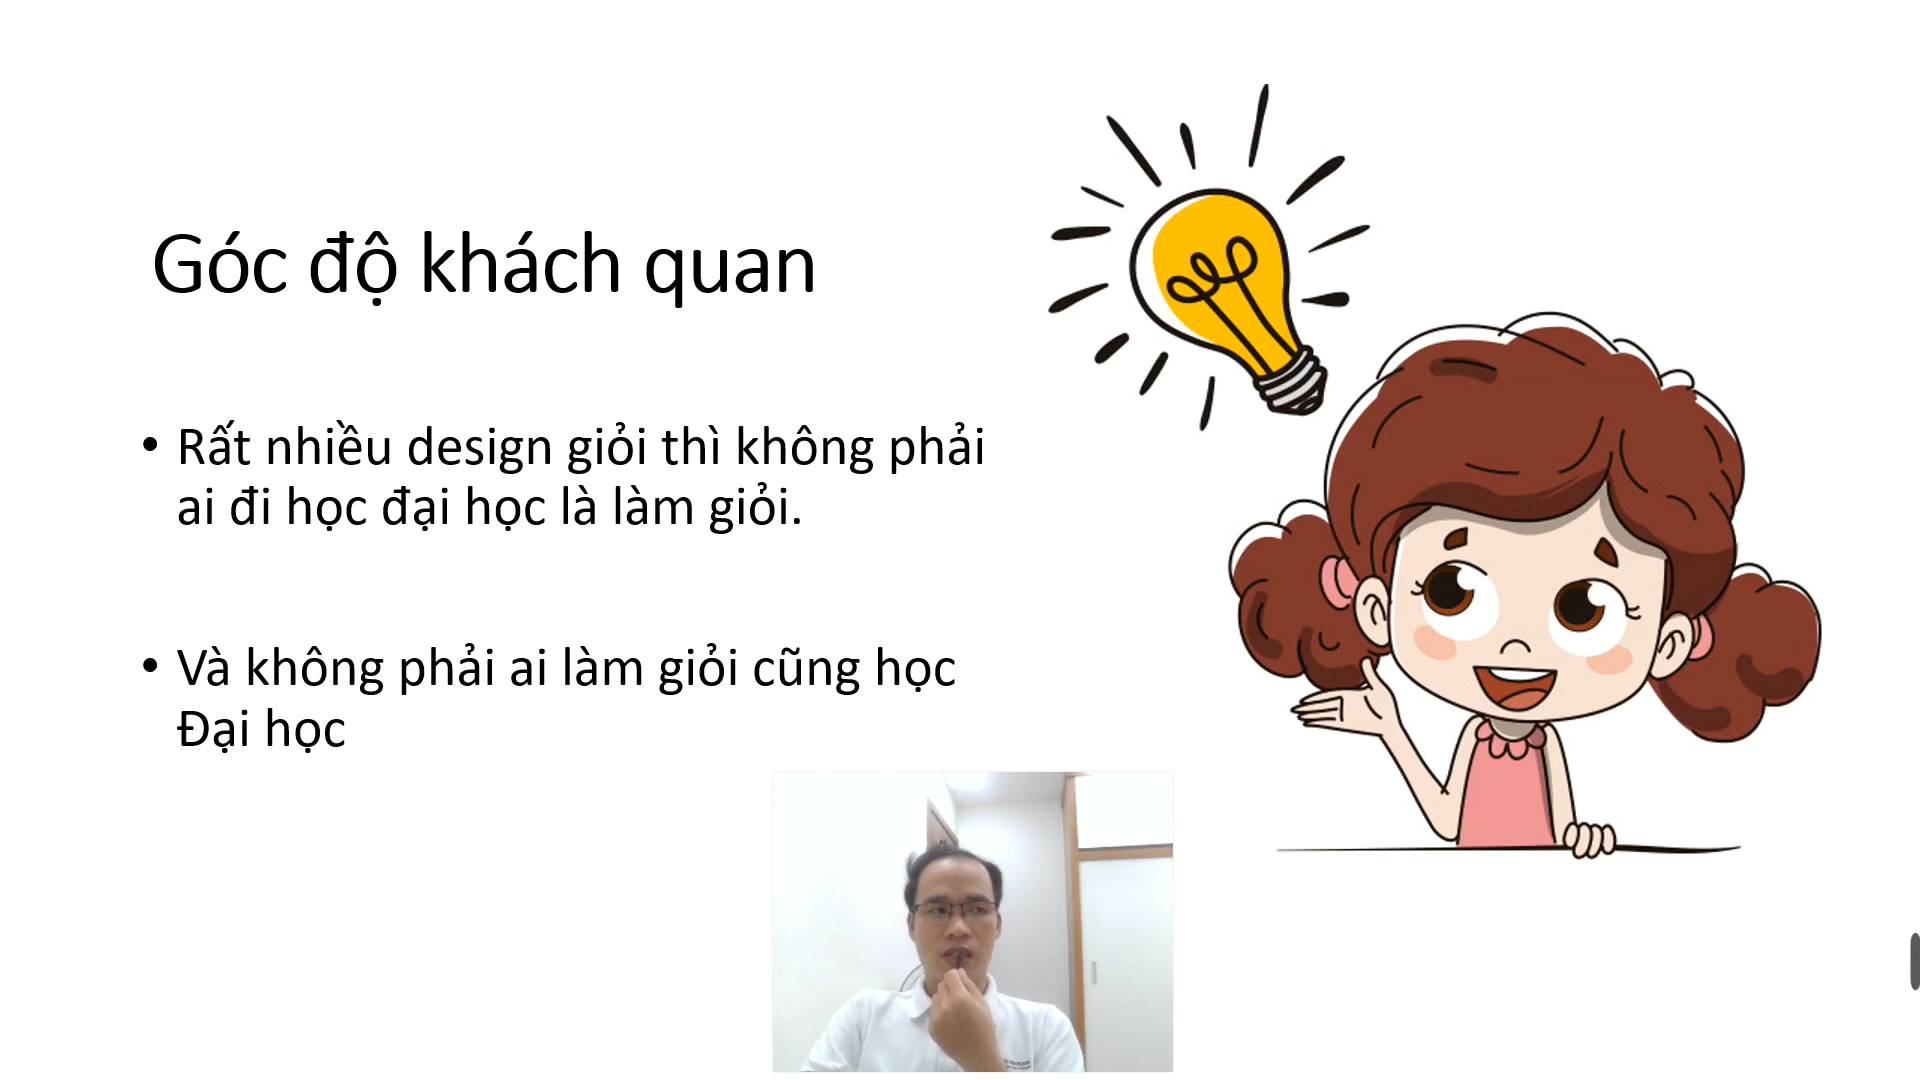 Góc độ khách quan
• Rất nhiều design giỏi thì không phải
ai đi học đại học là làm giỏi.
• Và không phải ai làm giỏi cũng học
Đại học